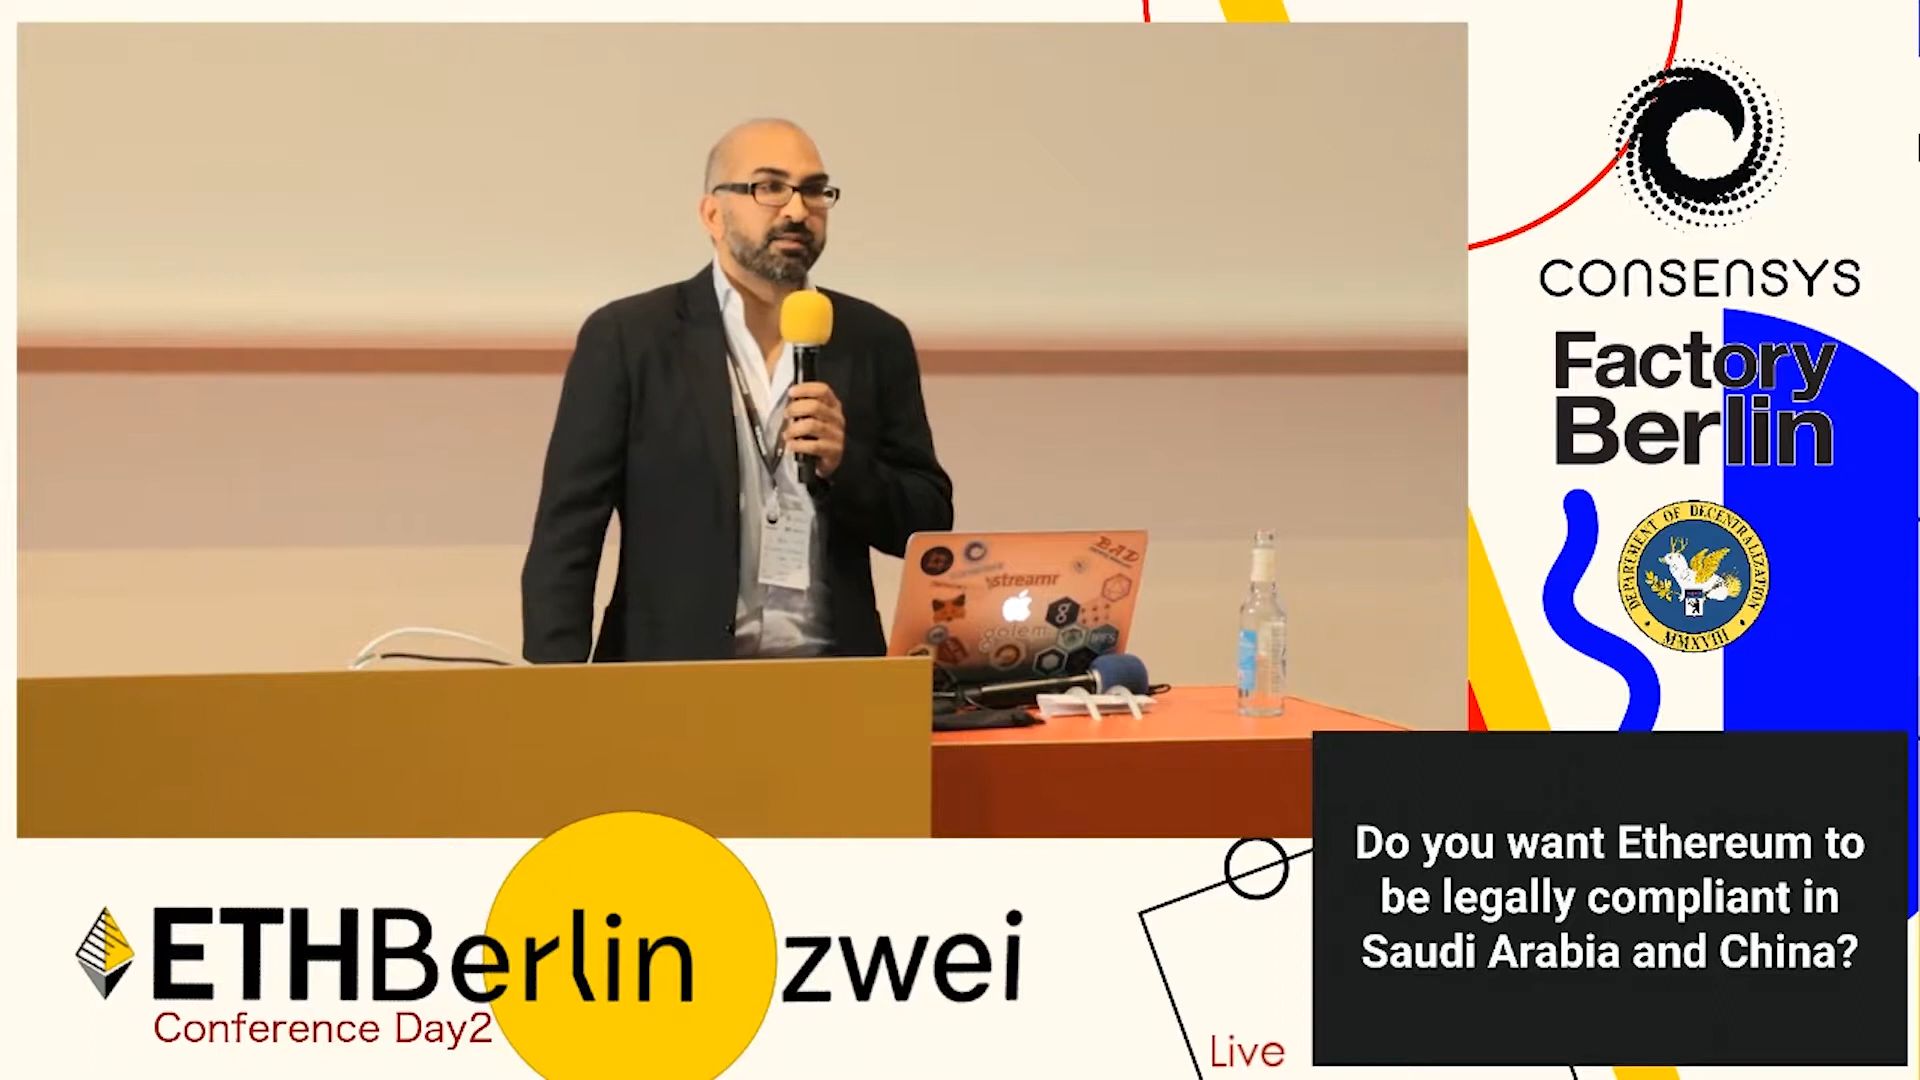 CONSENSYS
Factory
Berlin
DEPARTMENT OF DECENTRALIZATION
MMXVIII
BAD
streamr
golem
Do you want Ethereum to
be legally compliant in
Saudi Arabia and China?
ETHBerlin zwei
Conference Day2
Live